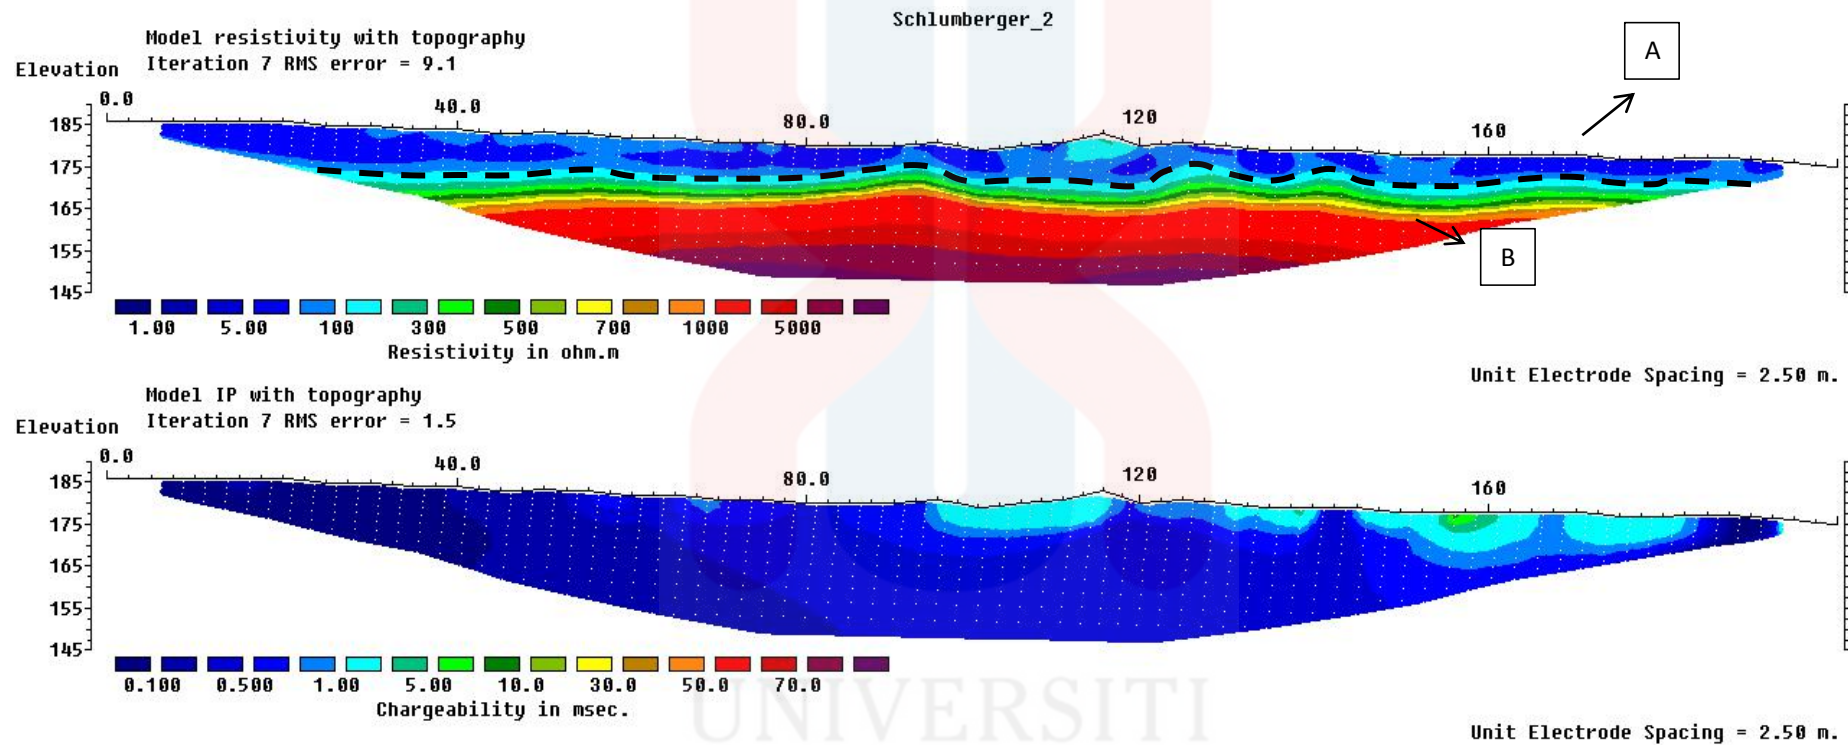 Schlumberger_2
Model resistivity with topography
Iteration 7 RMS error = 9.1
Elevation
0.0 40.0 80.0 120 160
A
185
175
165
155
145
B
1.00 5.00 100 300 500 700 1000 5000
Resistivity in ohm.m
Unit Electrode Spacing = 2.50 m.
Model IP with topography
Iteration 7 RMS error = 1.5
Elevation
0.0 40.0 80.0 120 160
185
175
165
155
145
0.100 0.500 1.00 5.00 10.0 30.0 50.0 70.0
Chargeability in msec.
UNIVERSITI
Unit Electrode Spacing = 2.50 m.